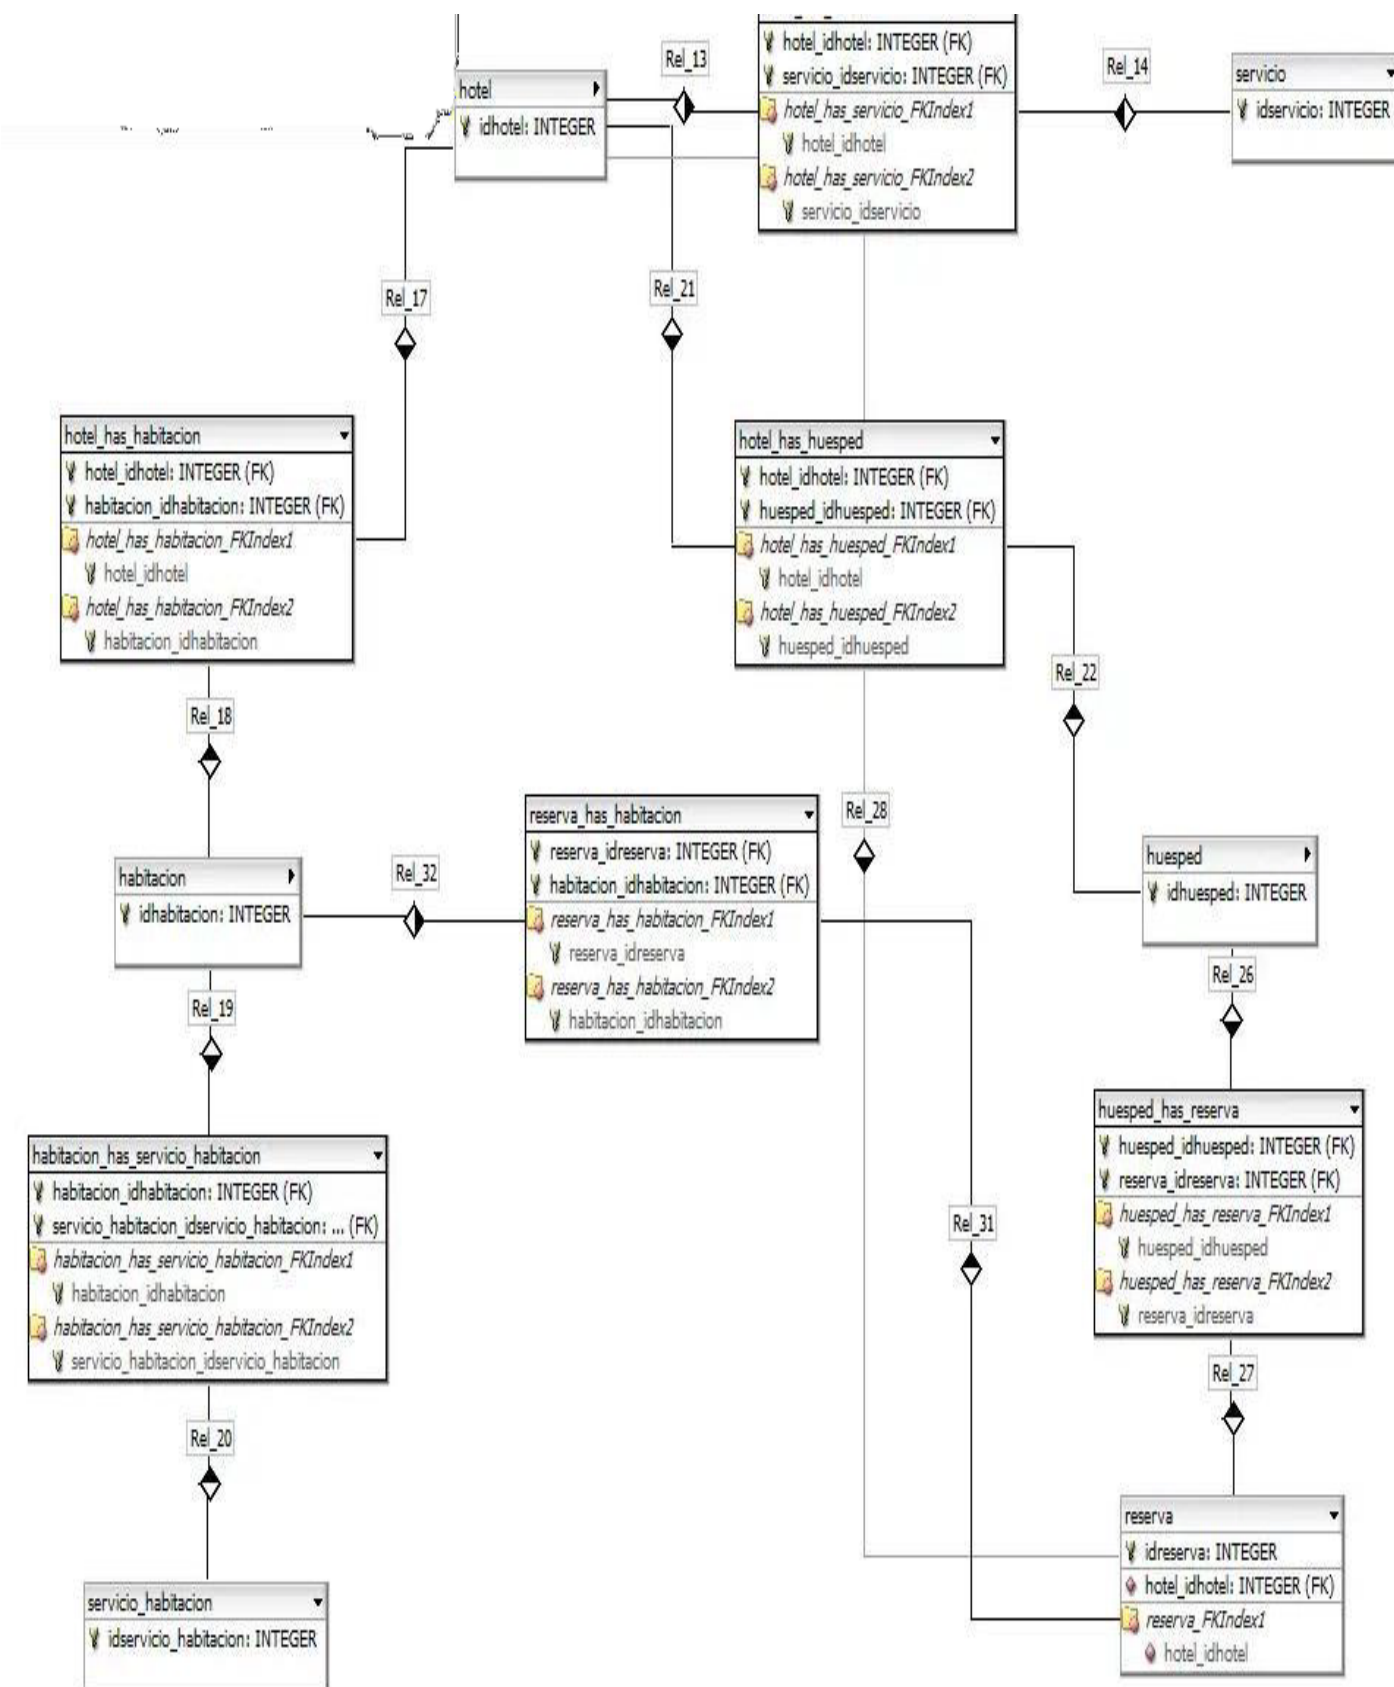 hotel_idhotel: INTEGER (FK)
servicio_idservicio: INTEGER (FK)
hotel_has_servicio_FKIndex1
hotel_idhotel
hotel_has_servicio_FKIndex2
servicio_idservicio
Rel_13
Rel_14
servicio
idservicio: INTEGER
hotel
idhotel: INTEGER
Rel_17
Rel_21
hotel_has_habitacion
hotel_idhotel: INTEGER (FK)
habitacion_idhabitacion: INTEGER (FK)
hotel_has_habitacion_FKIndex1
hotel_idhotel
hotel_has_habitacion_FKIndex2
habitacion_idhabitacion
hotel_has_huesped
hotel_idhotel: INTEGER (FK)
huesped_idhuesped: INTEGER (FK)
hotel_has_huesped_FKIndex1
hotel_idhotel
hotel_has_huesped_FKIndex2
huesped_idhuesped
Rel_22
Rel_18
Rel_28
reserva_has_habitacion
reserva_idreserva: INTEGER (FK)
habitacion_idhabitacion: INTEGER (FK)
reserva_has_habitacion_FKIndex1
reserva_idreserva
reserva_has_habitacion_FKIndex2
habitacion_idhabitacion
Rel_32
habitacion
idhabitacion: INTEGER
huesped
idhuesped: INTEGER
Rel_19
Rel_26
habitacion_has_servicio_habitacion
habitacion_idhabitacion: INTEGER (FK)
servicio_habitacion_idservicio_habitacion: ... (FK)
habitacion_has_servicio_habitacion_FKIndex1
habitacion_idhabitacion
habitacion_has_servicio_habitacion_FKIndex2
servicio_habitacion_idservicio_habitacion
huesped_has_reserva
huesped_idhuesped: INTEGER (FK)
reserva_idreserva: INTEGER (FK)
huesped_has_reserva_FKIndex1
huesped_idhuesped
huesped_has_reserva_FKIndex2
reserva_idreserva
Rel_31
Rel_27
Rel_20
reserva
idreserva: INTEGER
hotel_idhotel: INTEGER (FK)
reserva_FKIndex1
hotel_idhotel
servicio_habitacion
idservicio_habitacion: INTEGER